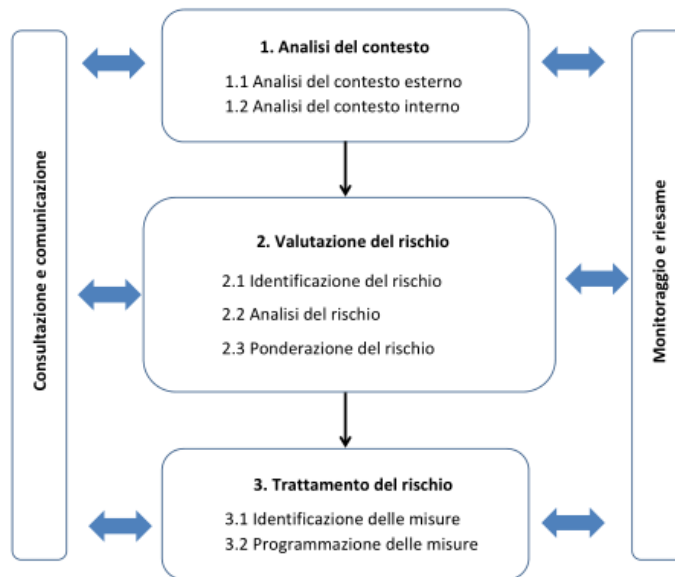 1. Analisi del contesto
1.1 Analisi del contesto esterno
1.2 Analisi del contesto interno
Consultazione e comunicazione
2. Valutazione del rischio
2.1 Identificazione del rischio
2.2 Analisi del rischio
2.3 Ponderazione del rischio
Monitoraggio e riesame
3. Trattamento del rischio
3.1 Identificazione delle misure
3.2 Programmazione delle misure